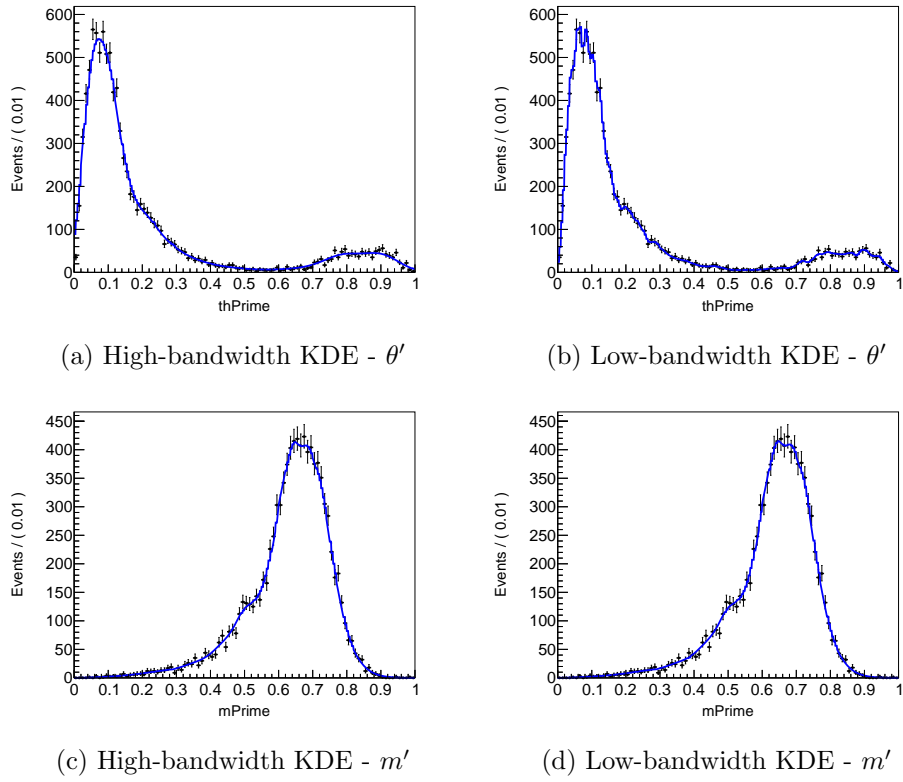 600
500
400
300
200
100
0
Events / ( 0.01 )
0 0.1 0.2 0.3 0.4 0.5 0.6 0.7 0.8 0.9 1
thPrime
(a) High-bandwidth KDE - θ′
600
500
400
300
200
100
0
Events / ( 0.01 )
0 0.1 0.2 0.3 0.4 0.5 0.6 0.7 0.8 0.9 1
thPrime
(b) Low-bandwidth KDE - θ′
450
400
350
300
250
200
150
100
50
0
Events / ( 0.01 )
0 0.1 0.2 0.3 0.4 0.5 0.6 0.7 0.8 0.9 1
mPrime
(c) High-bandwidth KDE - m′
450
400
350
300
250
200
150
100
50
0
Events / ( 0.01 )
0 0.1 0.2 0.3 0.4 0.5 0.6 0.7 0.8 0.9 1
mPrime
(d) Low-bandwidth KDE - m′